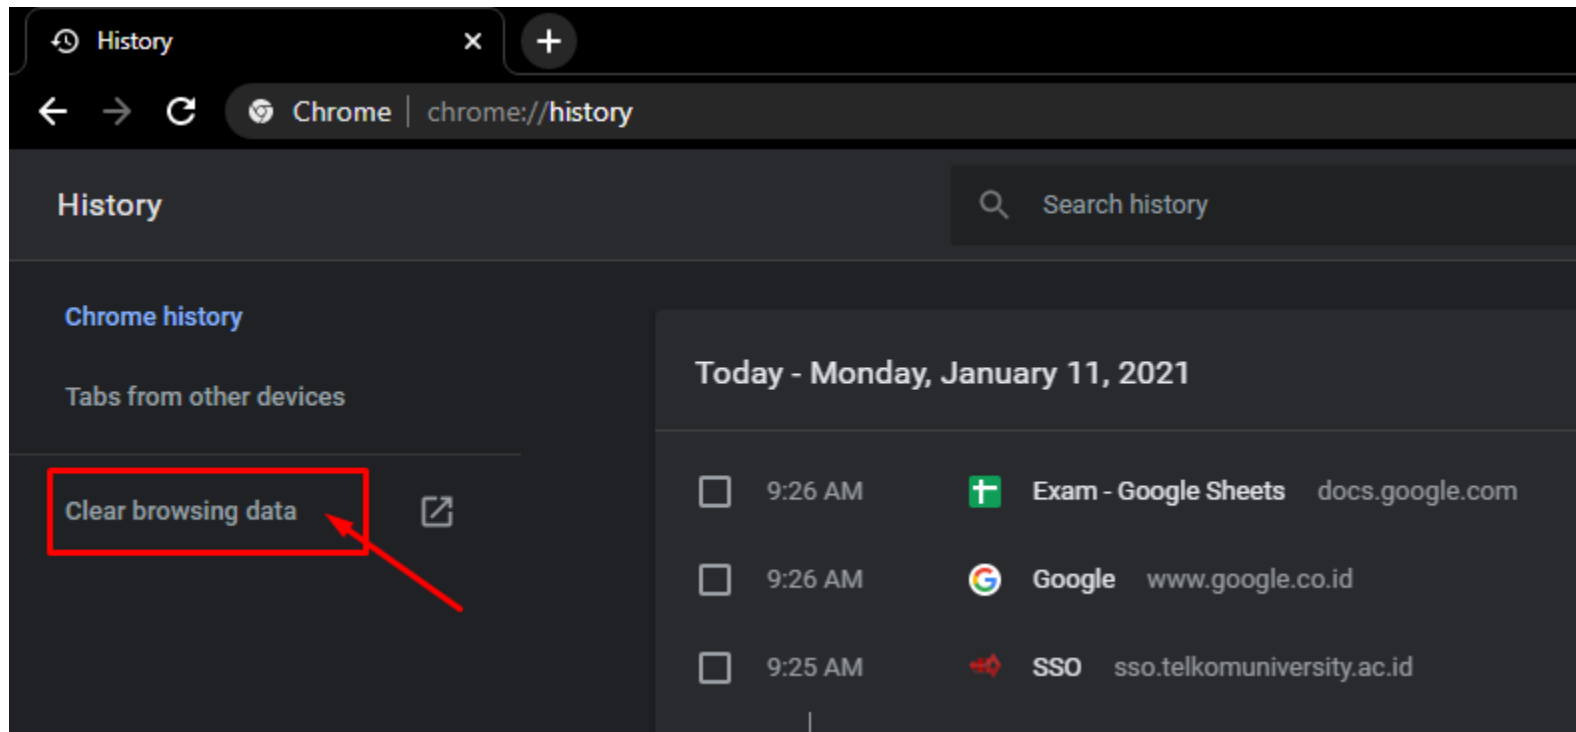 History
Chrome chrome://history
History
Search history
Chrome history
Tabs from other devices
Clear browsing data
Today - Monday, January 11, 2021
9:26 AM Exam - Google Sheets docs.google.com
9:26 AM Google www.google.co.id
9:25 AM SSO sso.telkomuniversity.ac.id